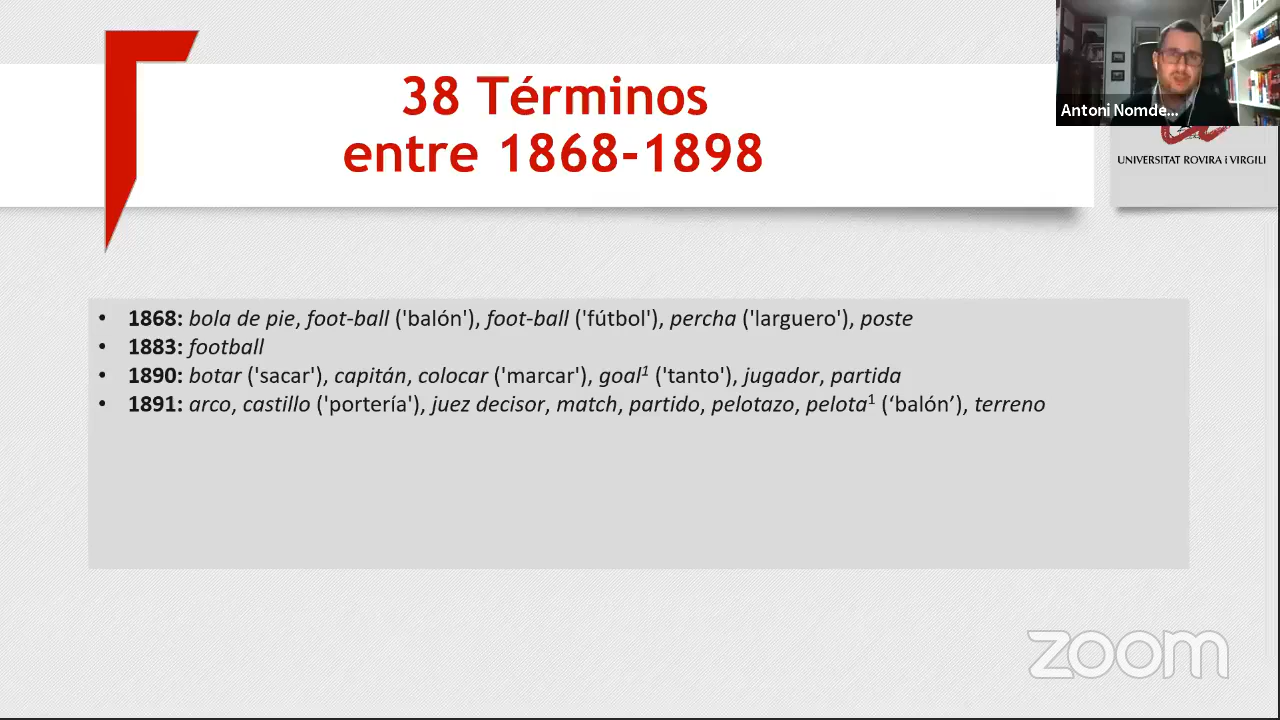 38 Términos
entre 1868-1898
Antoni Nomde...
UNIVERSITAT ROVIRA i VIRGILI
• 1868: bola de pie, foot-ball ('balón'), foot-ball ('fútbol'), percha ('larguero'), poste
• 1883: football
• 1890: botar ('sacar'), capitán, colocar ('marcar'), goal¹ ('tanto'), jugador, partida
• 1891: arco, castillo ('portería'), juez decisor, match, partido, pelotazo, pelota¹ (‘balón’), terreno
zoom